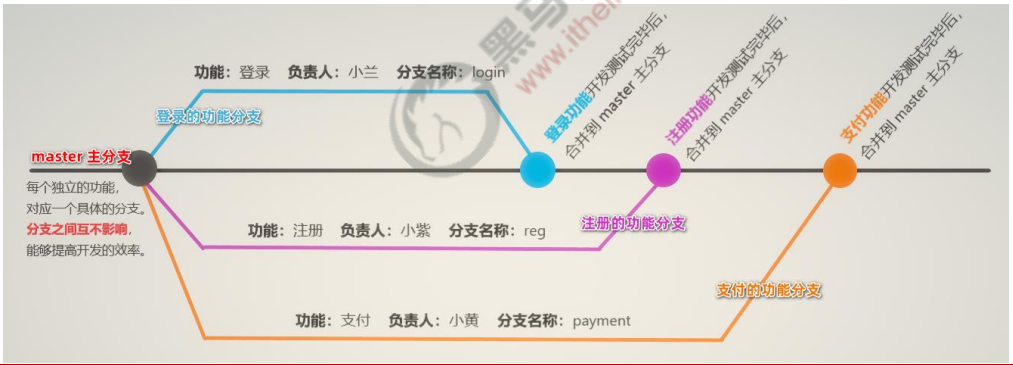 黑马
www.ithei
功能：登录 负责人：小兰 分支名称：login
登录的功能分支
登录功能开发测试完毕后，
合并到 master 主分支
注册功能开发测试完毕后，
合并到 master 主分支
支付功能开发测试完毕后，
合并到 master 主分支
master 主分支
每个独立的功能，
对应一个具体的分支。
分支之间互不影响，
能够提高开发的效率。
功能：注册 负责人：小紫 分支名称：reg
注册的功能分支
支付的功能分支
功能：支付 负责人：小黄 分支名称：payment